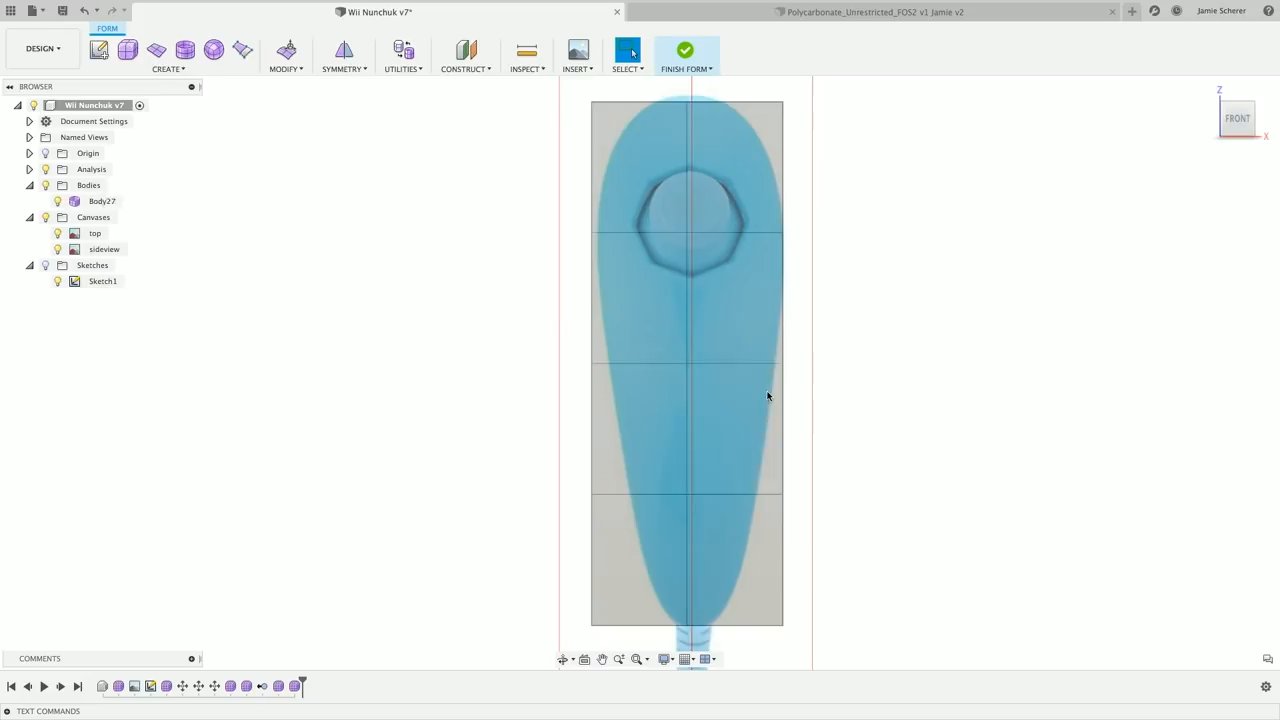 Wii Nunchuk v7*
Polycarbonate_Unrestricted_FOS2 v1 Jamie v2
Jamie Scherer
FORM
DESIGN
CREATE
MODIFY
SYMMETRY
UTILITIES
CONSTRUCT
INSPECT
INSERT
SELECT
FINISH FORM
BROWSER
Wii Nunchuk v7
Document Settings
Named Views
Origin
Analysis
Bodies
Body27
Canvases
top
sideview
Sketches
Sketch1
Z
FRONT
X
COMMENTS
TEXT COMMANDS